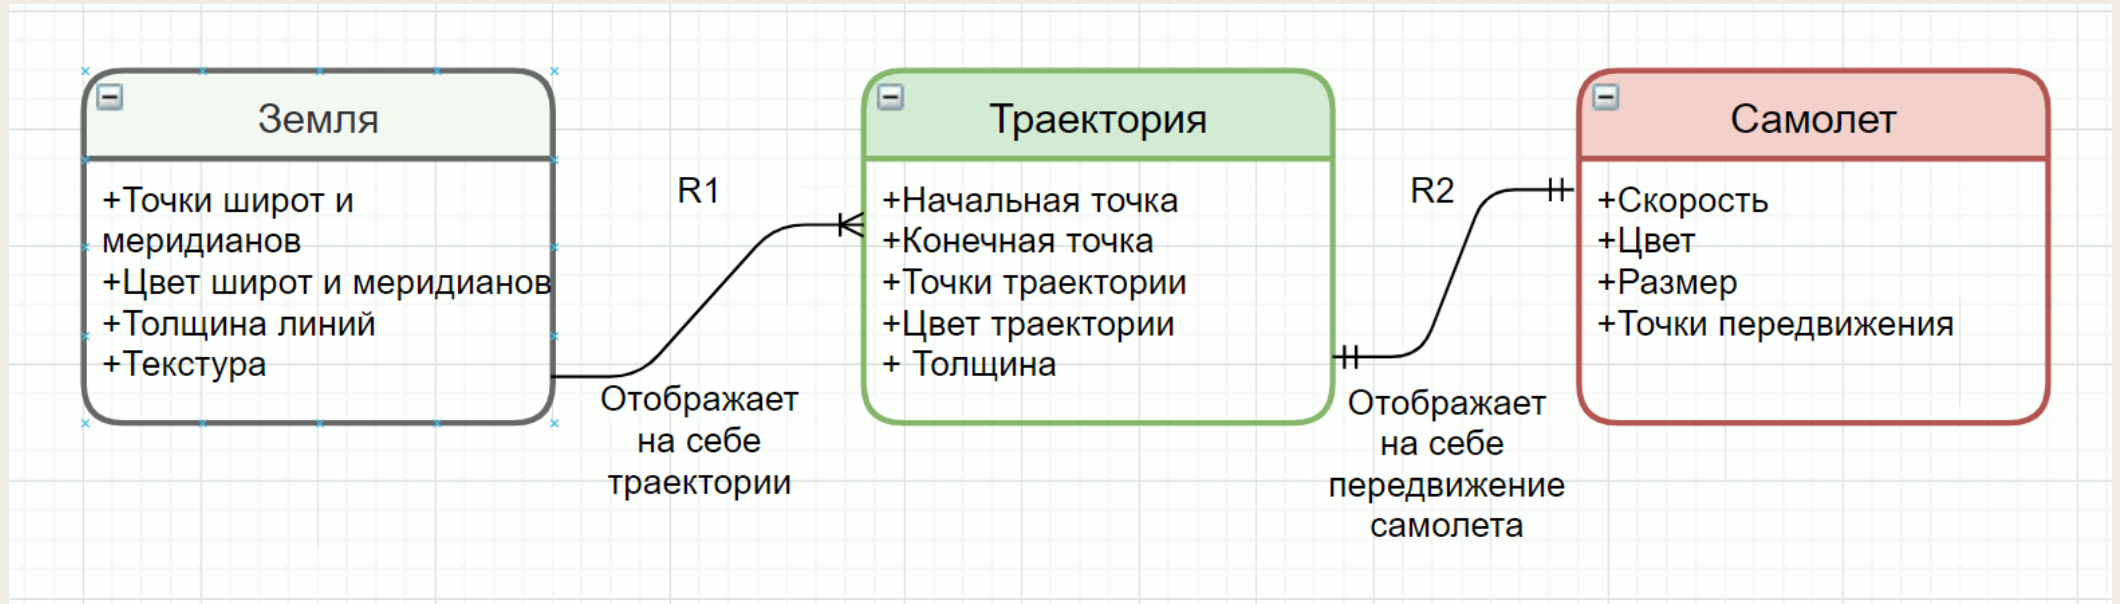 Земля
+Точки широт и
меридианов
+Цвет широт и меридианов
+Толщина линий
+Текстура
R1
Отображает
на себе
траектории
Траектория
+Начальная точка
+Конечная точка
+Точки траектории
+Цвет траектории
+ Толщина
R2
Отображает
на себе
передвижение
самолета
Самолет
+Скорость
+Цвет
+Размер
+Точки передвижения